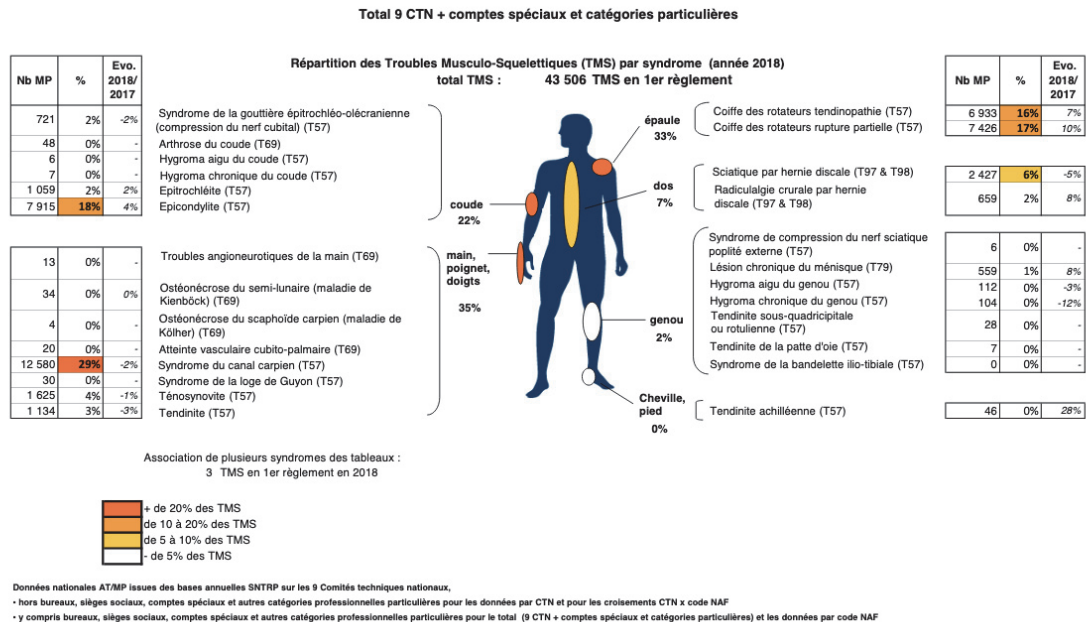 Total 9 CTN + comptes spéciaux et catégories particulières
Répartition des Troubles Musculo-Squelettiques (TMS) par syndrome (année 2018)
total TMS : 43 506 TMS en 1er règlement
Nb MP % Evo. 2018/ 2017
721 2% -2% Syndrome de la gouttière épitrochléo-olécranienne (compression du nerf cubital) (T57)
48 0% - Arthrose du coude (T69)
6 0% - Hygroma aigu du coude (T57)
7 0% - Hygroma chronique du coude (T57)
1 059 2% 2% Epitrochléite (T57)
7 915 18% 4% Epicondylite (T57)
coude
22%
13 0% - Troubles angioneurotiques de la main (T69)
34 0% 0% Ostéonécrose du semi-lunaire (maladie de Kienböck) (T69)
4 0% - Ostéonécrose du scaphoïde carpien (maladie de Kölher) (T69)
20 0% - Atteinte vasculaire cubito-palmaire (T69)
12 580 29% -2% Syndrome du canal carpien (T57)
30 0% - Syndrome de la loge de Guyon (T57)
1 625 4% -1% Ténosynovite (T57)
1 134 3% -3% Tendinite (T57)
main,
poignet,
doigts
35%
Nb MP % Evo. 2018/ 2017
épaule
33%
Coiffe des rotateurs tendinopathie (T57) 6 933 16% 7%
Coiffe des rotateurs rupture partielle (T57) 7 426 17% 10%
dos
7%
Sciatique par hernie discale (T97 & T98) 2 427 6% -5%
Radiculalgie crurale par hernie discale (T97 & T98) 659 2% 8%
genou
2%
Syndrome de compression du nerf sciatique poplité externe (T57) 6 0% -
Lésion chronique du ménisque (T79) 559 1% 8%
Hygroma aigu du genou (T57) 112 0% -3%
Hygroma chronique du genou (T57) 104 0% -12%
Tendinite sous-quadricipitale ou rotulienne (T57) 28 0% -
Tendinite de la patte d'oie (T57) 7 0% -
Syndrome de la bandelette ilio-tibiale (T57) 0 0% -
Cheville,
pied
0%
Tendinite achilléenne (T57) 46 0% 28%
Association de plusieurs syndromes des tableaux :
3 TMS en 1er règlement en 2018
+ de 20% des TMS
de 10 à 20% des TMS
de 5 à 10% des TMS
- de 5% des TMS
Données nationales AT/MP issues des bases annuelles SNTRP sur les 9 Comités techniques nationaux,
• hors bureaux, sièges sociaux, comptes spéciaux et autres catégories professionnelles particulières pour les données par CTN et pour les croisements CTN x code NAF
• y compris bureaux, sièges sociaux, comptes spéciaux et autres catégories professionnelles particulières pour le total (9 CTN + comptes spéciaux et catégories particulières) et les données par code NAF